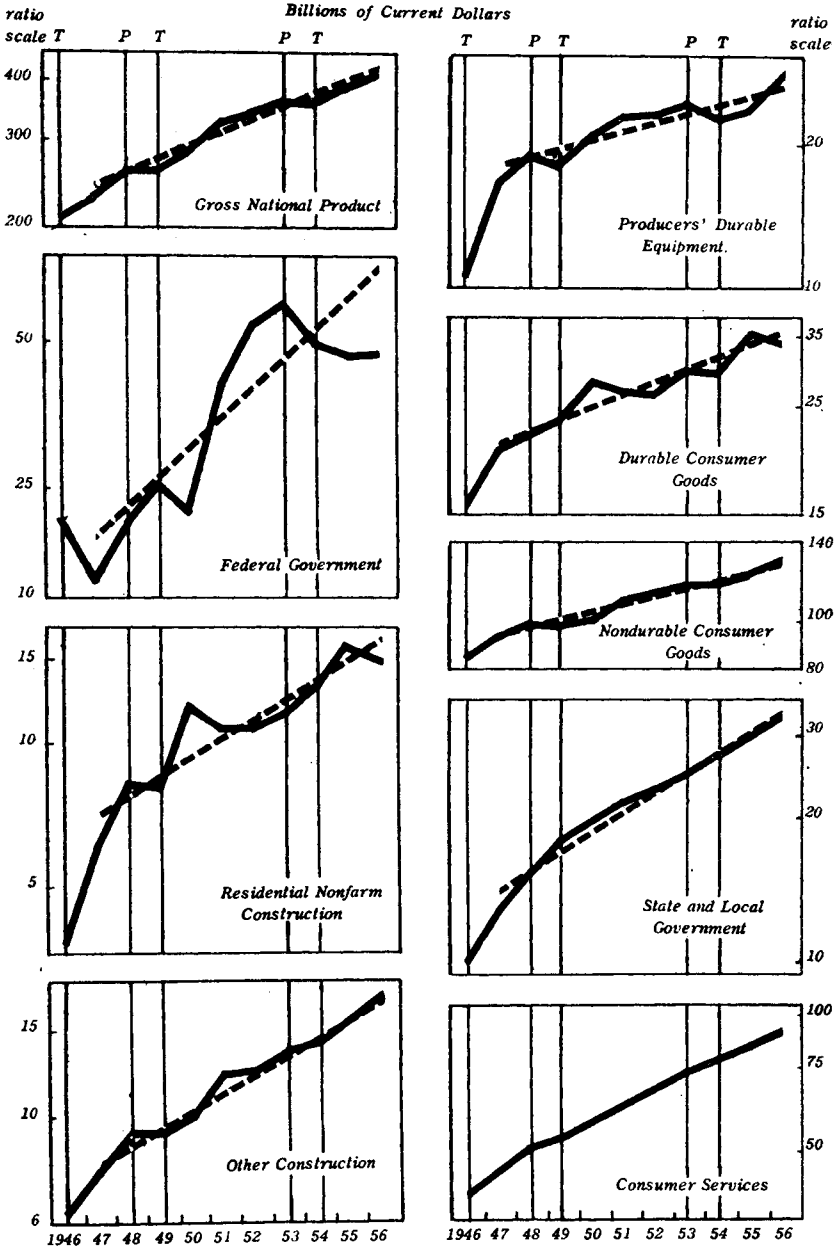 Billions of Current Dollars
ratio
scale T P T P T
400
300
200
Gross National Product
50
25
10
Federal Government
15
10
5
Residential Nonfarm
Construction
15
10
6
Other Construction
1946 47 48 49 50 51 52 53 54 55 56
ratio
T P T P T scale
20
10
Producers' Durable
Equipment.
35
25
15
Durable Consumer
Goods
140
100
80
Nondurable Consumer
Goods
30
20
10
State and Local
Government
100
75
50
Consumer Services
1946 47 48 49 50 51 52 53 54 55 56